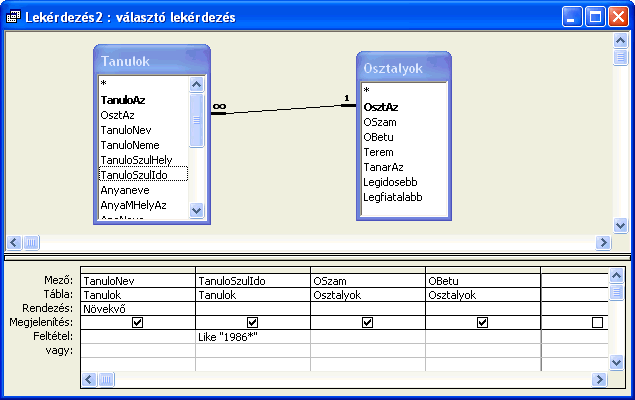 Lekérdezés2 : választó lekérdezés
Tanulok
*
TanuloAz
OsztAz
TanuloNev
TanuloNeme
TanuloSzulHely
TanuloSzulIdo
Anyaneve
AnyaMHelyAz
∞ 1
Osztalyok
*
OsztAz
OSzam
OBetu
Terem
TanarAz
Legidosebb
Legfiatalabb
Mező: TanuloNev TanuloSzulIdo OSzam OBetu
Tábla: Tanulok Tanulok Osztalyok Osztalyok
Rendezés: Növekvő
Megjelenítés:
Feltétel: Like "1986*"
vagy: